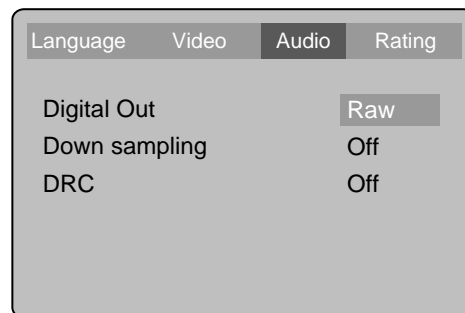 Language Video Audio Rating
Digital Out Raw
Down sampling Off
DRC Off